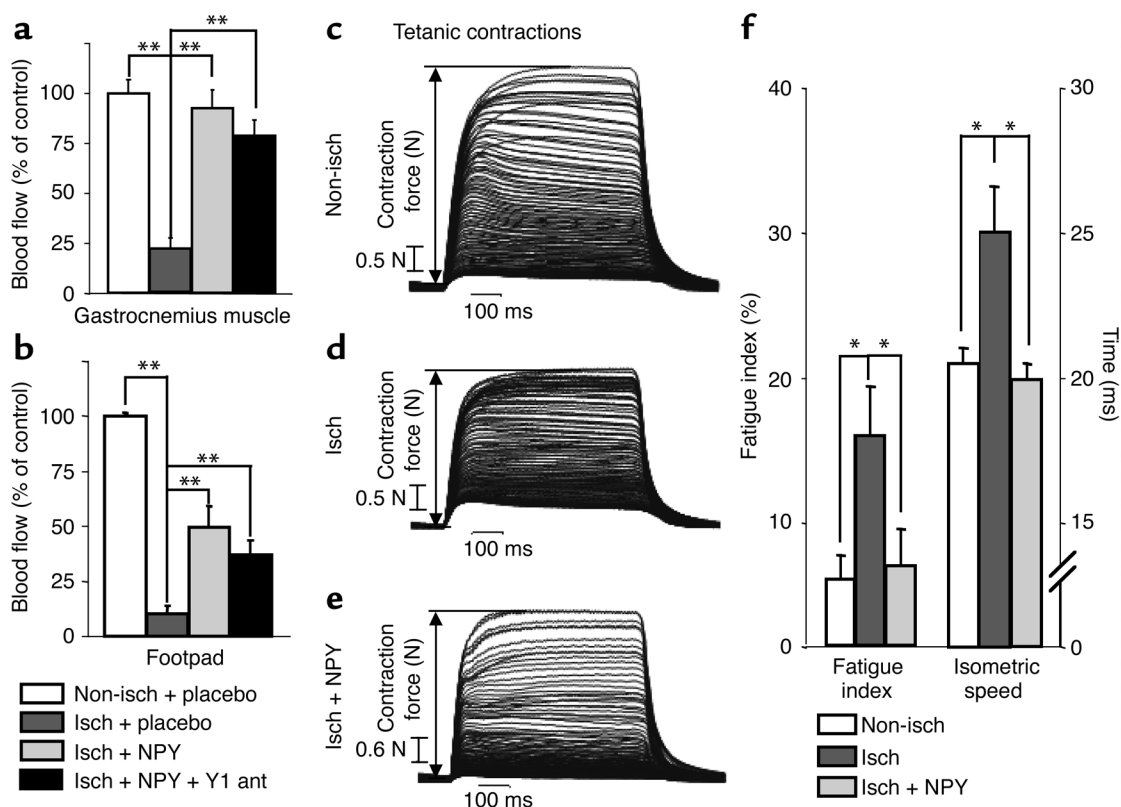 a
** ** **
Blood flow (% of control)
100
75
50
25
0
Gastrocnemius muscle
b
** ** **
Blood flow (% of control)
100
75
50
25
0
Footpad
Non-isch + placebo
Isch + placebo
Isch + NPY
Isch + NPY + Y1 ant
c
Tetanic contractions
Non-isch
Contraction
force (N)
0.5 N
100 ms
d
Isch
Contraction
force (N)
0.5 N
100 ms
e
Isch + NPY
Contraction
force (N)
0.6 N
100 ms
f
Fatigue index (%)
40
30
20
10
0
* *
* *
30
25
20
15
0
Time (ms)
Fatigue
index
Isometric
speed
Non-isch
Isch
Isch + NPY